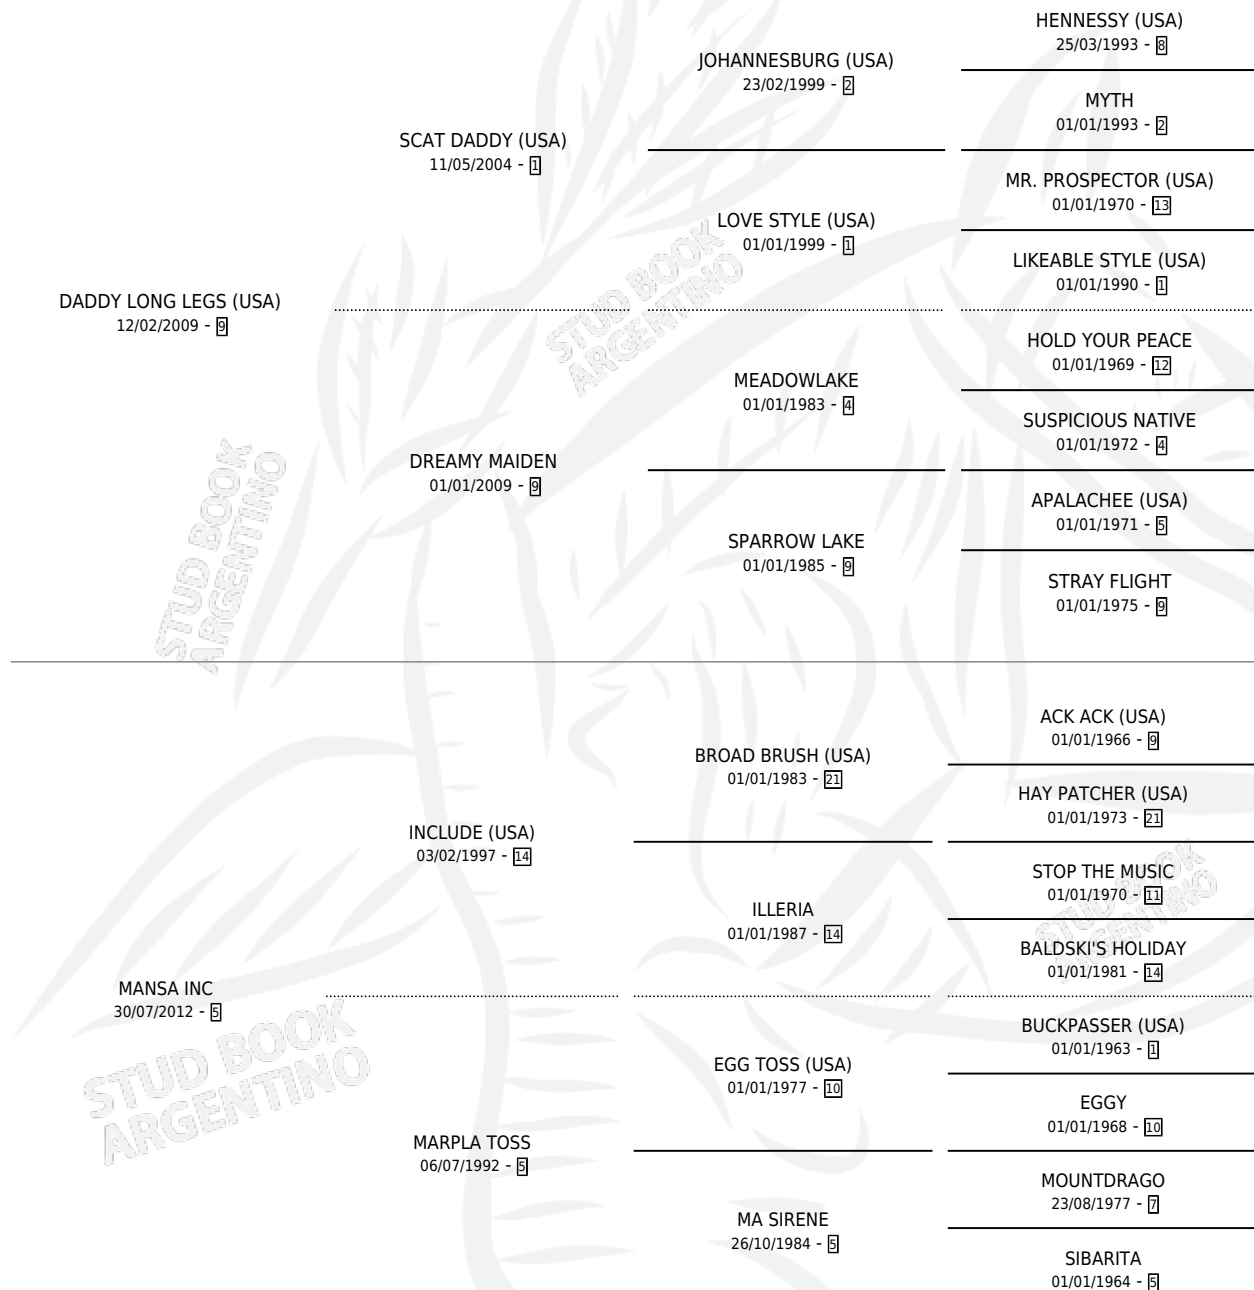 HENNESSY (USA)
25/03/1993 - 8
JOHANNESBURG (USA)
23/02/1999 - 2
MYTH
01/01/1993 - 2
SCAT DADDY (USA)
11/05/2004 - 1
MR. PROSPECTOR (USA)
01/01/1970 - 13
LOVE STYLE (USA)
01/01/1999 - 1
LIKEABLE STYLE (USA)
01/01/1990 - 1
DADDY LONG LEGS (USA)
12/02/2009 - 9
HOLD YOUR PEACE
01/01/1969 - 12
MEADOWLAKE
01/01/1983 - 4
SUSPICIOUS NATIVE
01/01/1972 - 4
DREAMY MAIDEN
01/01/2009 - 9
APALACHEE (USA)
01/01/1971 - 5
SPARROW LAKE
01/01/1985 - 9
STRAY FLIGHT
01/01/1975 - 9
ACK ACK (USA)
01/01/1966 - 9
BROAD BRUSH (USA)
01/01/1983 - 21
HAY PATCHER (USA)
01/01/1973 - 21
INCLUDE (USA)
03/02/1997 - 14
STOP THE MUSIC
01/01/1970 - 11
ILLERIA
01/01/1987 - 14
BALDSKI'S HOLIDAY
01/01/1981 - 14
MANSA INC
30/07/2012 - 5
BUCKPASSER (USA)
01/01/1963 - 1
EGG TOSS (USA)
01/01/1977 - 10
EGGY
01/01/1968 - 10
MARPLA TOSS
06/07/1992 - 5
MOUNTDRAGO
23/08/1977 - 7
MA SIRENE
26/10/1984 - 5
SIBARITA
01/01/1964 - 5
STUD BOOK
ARGENTINO
STUD BOOK
ARGENTINO
STUD BOOK
ARGENTINO
STUD BOOK
ARGENTINO